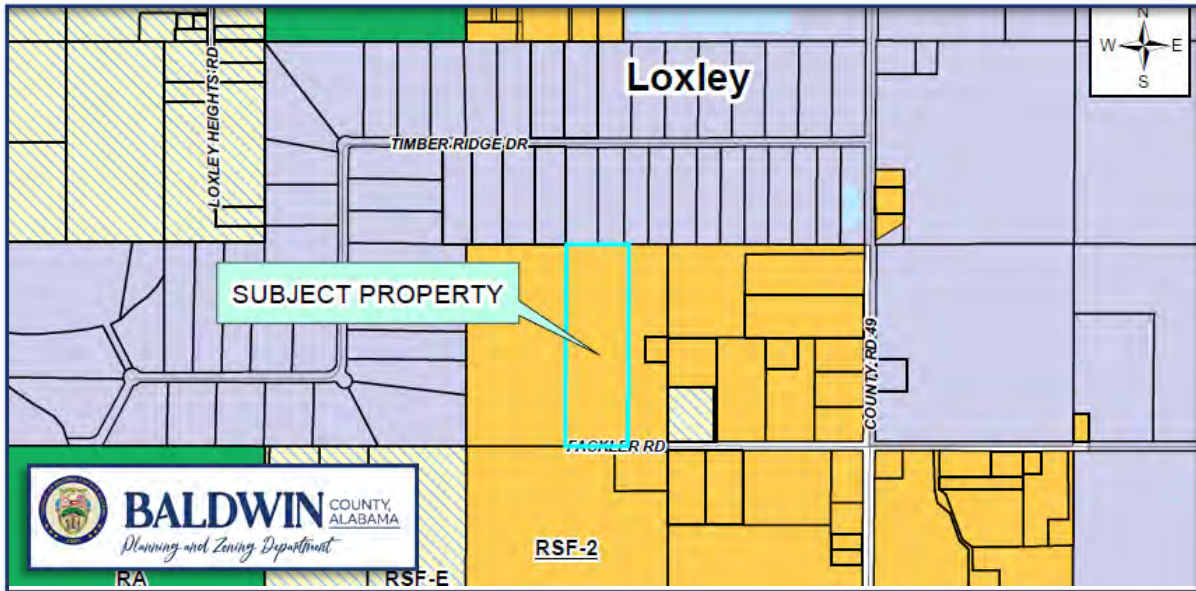 N
W E
S
Loxley
LOXLEY HEIGHTS RD
TIMBER RIDGE DR
SUBJECT PROPERTY
COUNTY RD 49
FACKLER RD
BALDWIN COUNTY,
ALABAMA
Planning and Zoning Department
RSF-2
RA
RSF-E